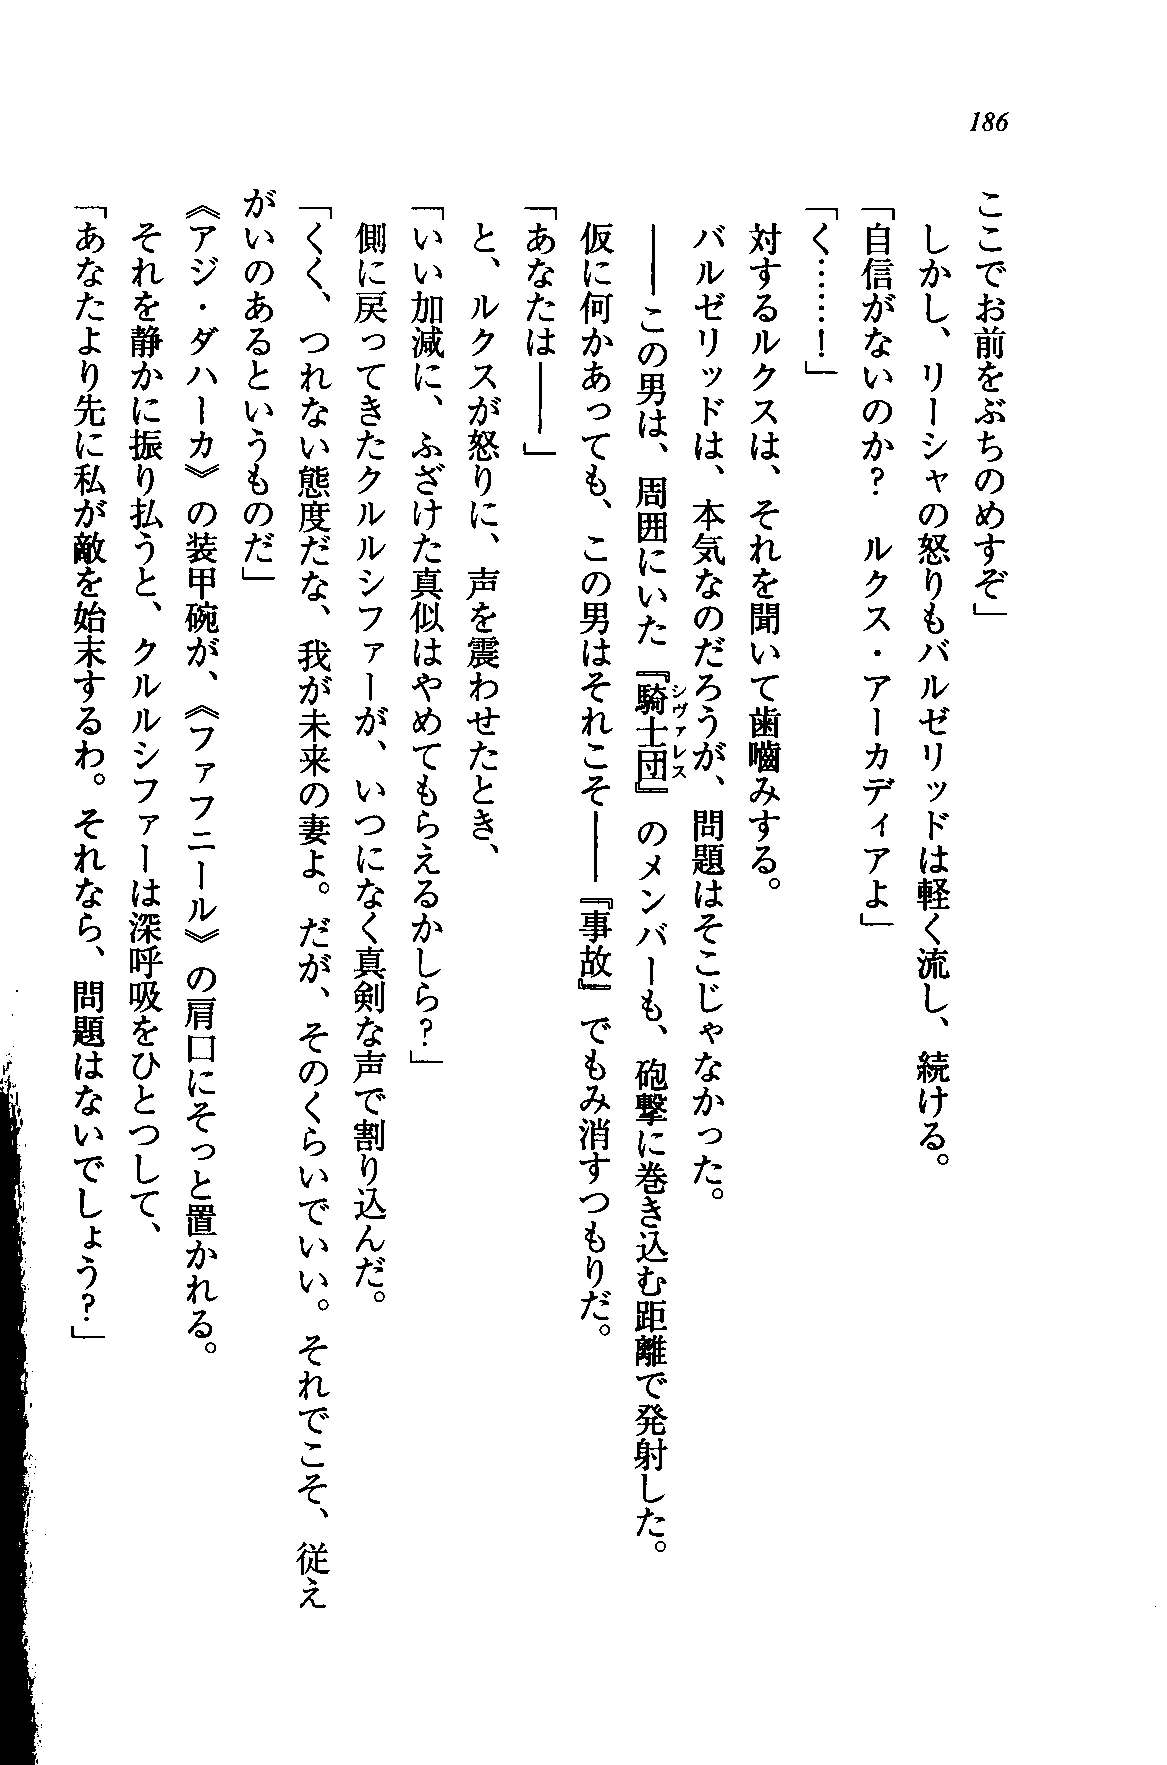 186
ここでお前をぶちのめすぞ」
　しかし、リーシャの怒りもバルゼリッドは軽く流し、続ける。
「自信がないのか？　ルクス・アーカディアよ」
「く……！」
　対するルクスは、それを聞いて歯嚙みする。
　バルゼリッドは、本気なのだろうが、問題はそこじゃなかった。
　――この男は、周囲にいた『騎士団』のメンバーも、砲撃に巻き込む距離で発射した。
シヴァレス
　仮に何かあっても、この男はそれこそ――『事故』でもみ消すつもりだ。
「あなたは――」
　と、ルクスが怒りに、声を震わせたとき、
「いい加減に、ふざけた真似はやめてもらえるかしら？」
　側に戻ってきたクルルシファーが、いつになく真剣な声で割り込んだ。
「くく、つれない態度だな、我が未来の妻よ。だが、そのくらいでいい。それでこそ、従え
がいのあるというものだ」
《アジ・ダハーカ》の装甲碗が、《ファフニール》の肩口にそっと置かれる。
　それを静かに振り払うと、クルルシファーは深呼吸をひとつして、
「あなたより先に私が敵を始末するわ。それなら、問題はないでしょう？」